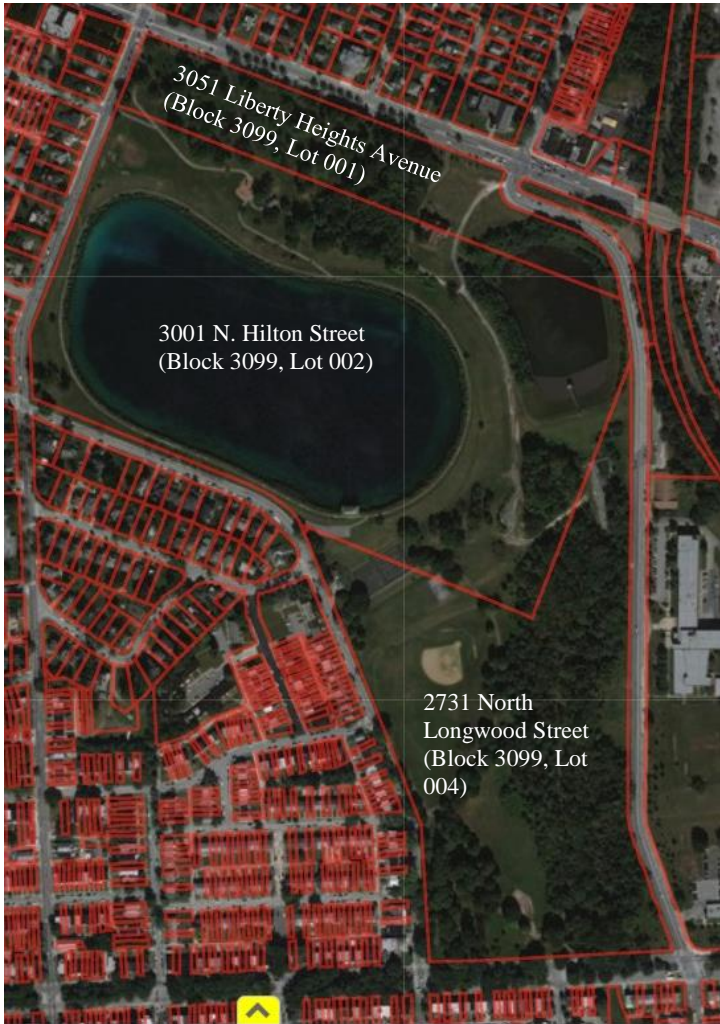 3051 Liberty Heights Avenue
(Block 3099, Lot 001)
3001 N. Hilton Street
(Block 3099, Lot 002)
2731 North
Longwood Street
(Block 3099, Lot
004)